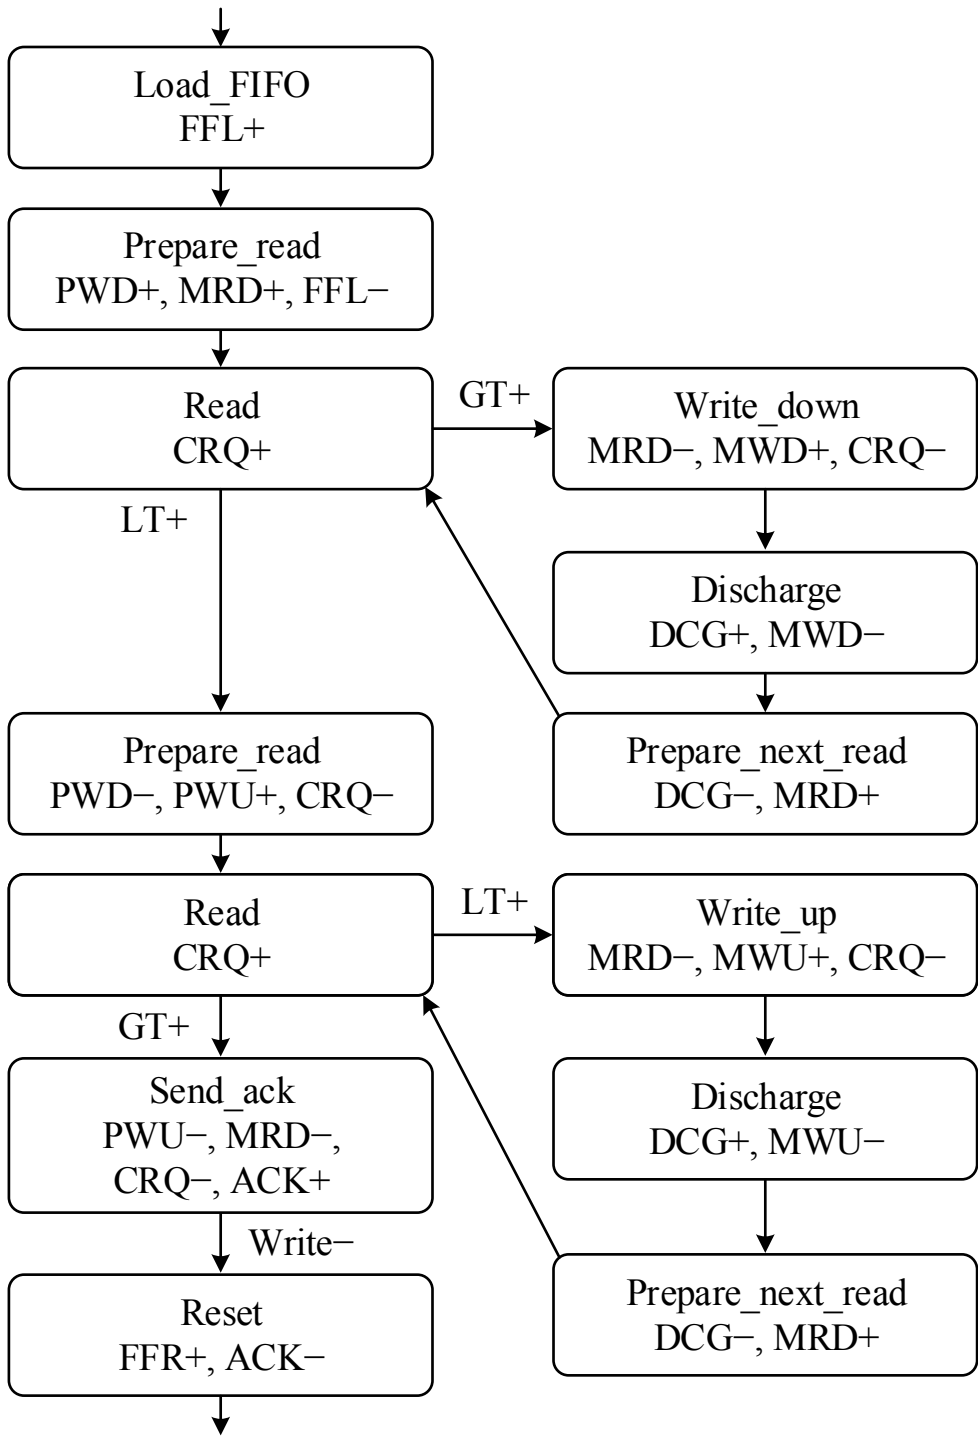 Load_FIFO
FFL+
Prepare_read
PWD+, MRD+, FFL−
Read
CRQ+
GT+
Write_down
MRD−, MWD+, CRQ−
LT+
Discharge
DCG+, MWD−
Prepare_read
PWD−, PWU+, CRQ−
Prepare_next_read
DCG−, MRD+
Read
CRQ+
LT+
Write_up
MRD−, MWU+, CRQ−
GT+
Send_ack
PWU−, MRD−,
CRQ−, ACK+
Discharge
DCG+, MWU−
Write−
Reset
FFR+, ACK−
Prepare_next_read
DCG−, MRD+